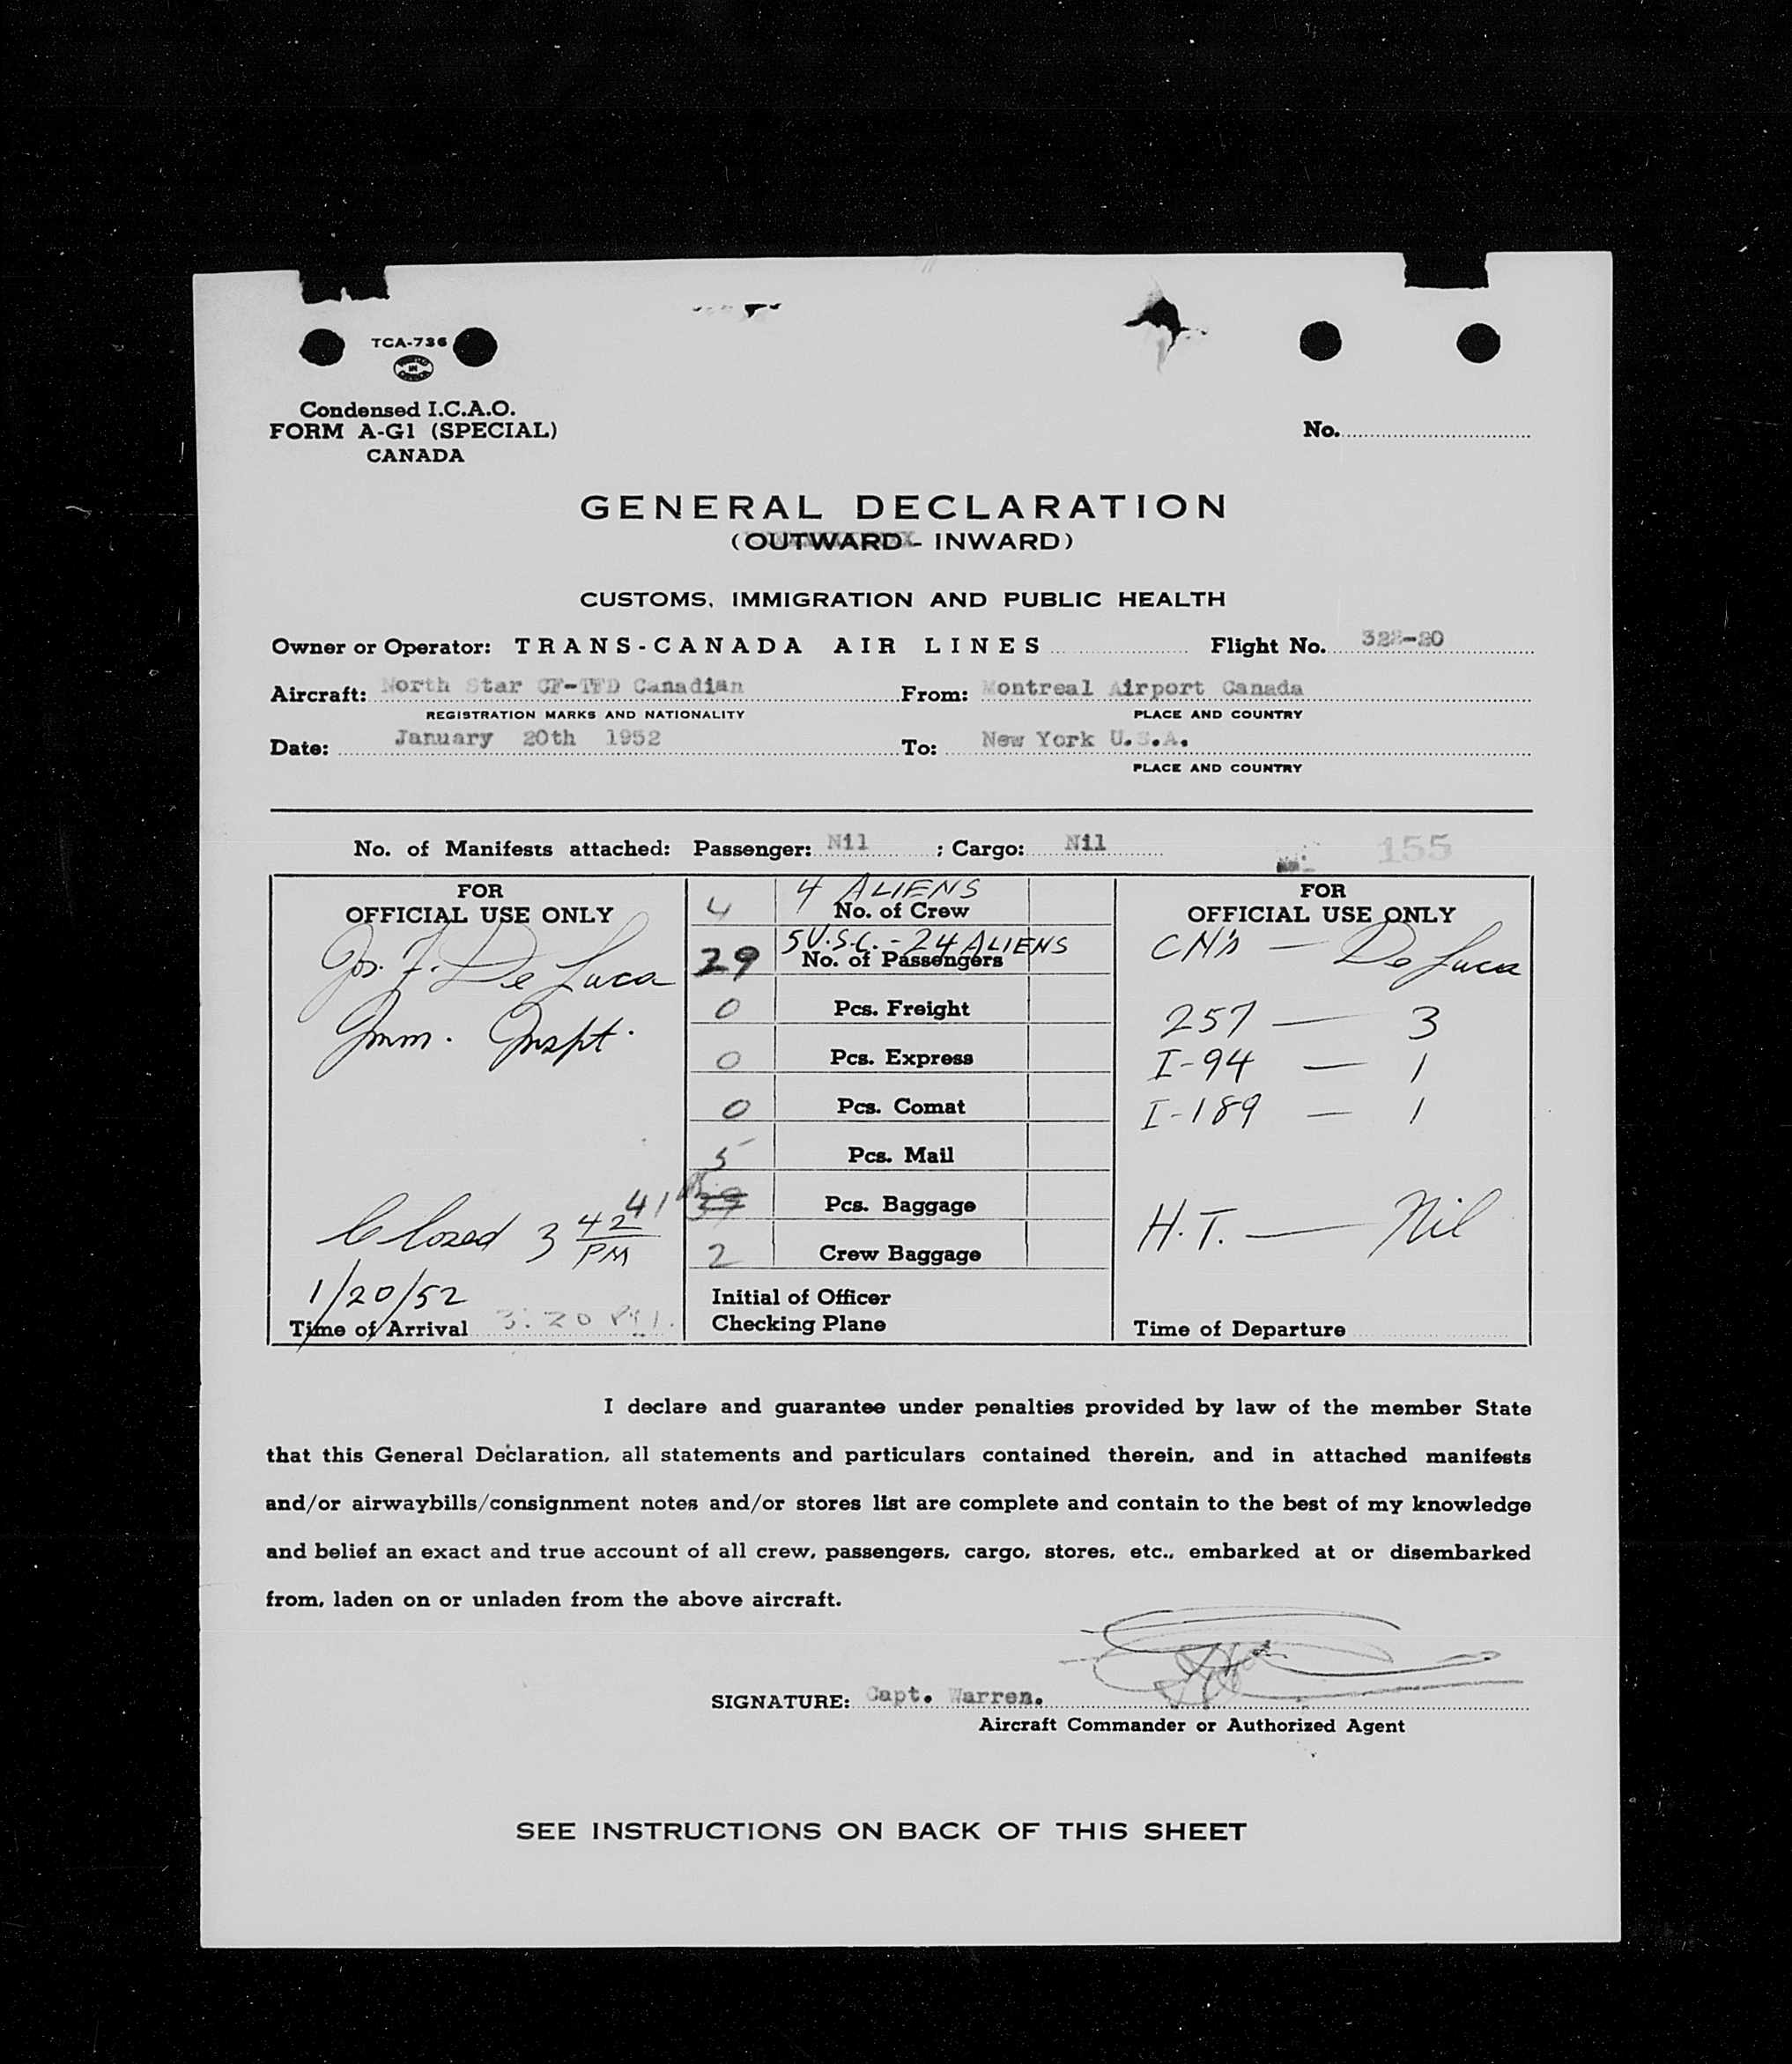 TCA-736
Condensed I.C.A.O.
FORM A-G1 (SPECIAL)
CANADA
No.
GENERAL DECLARATION
(OUTWARD - INWARD)
CUSTOMS, IMMIGRATION AND PUBLIC HEALTH
Owner or Operator: TRANS-CANADA AIR LINES Flight No.
Aircraft: North Star CF-TFD Canadian From: Montreal Airport Canada
REGISTRATION MARKS AND NATIONALITY PLACE AND COUNTRY
Date: January 20th 1952 To: New York U.S.A.
PLACE AND COUNTRY
No. of Manifests attached: Passenger: Nil ; Cargo: Nil 155
FOR OFFICIAL USE ONLY
Jos. F. De Luca
Imm. Inspt.
Closed 3 42 PM
1/20/52
Time of Arrival 3:20 PM.
4 4 ALIENS
No. of Crew
29 5 U.S.C. - 24 ALIENS
No. of Passengers
0 Pcs. Freight
0 Pcs. Express
0 Pcs. Comat
5 Pcs. Mail
41 39 Pcs. Baggage
2 Crew Baggage
Initial of Officer
Checking Plane
FOR OFFICIAL USE ONLY
CM's — De Luca
257 — 3
I-94 — 1
I-189 — 1
H.T. — Nil
Time of Departure
I declare and guarantee under penalties provided by law of the member State
that this General Declaration, all statements and particulars contained therein, and in attached manifests
and/or airwaybills/consignment notes and/or stores list are complete and contain to the best of my knowledge
and belief an exact and true account of all crew, passengers, cargo, stores, etc., embarked at or disembarked
from, laden on or unladen from the above aircraft.
SIGNATURE: Capt. Warren.
Aircraft Commander or Authorized Agent
SEE INSTRUCTIONS ON BACK OF THIS SHEET